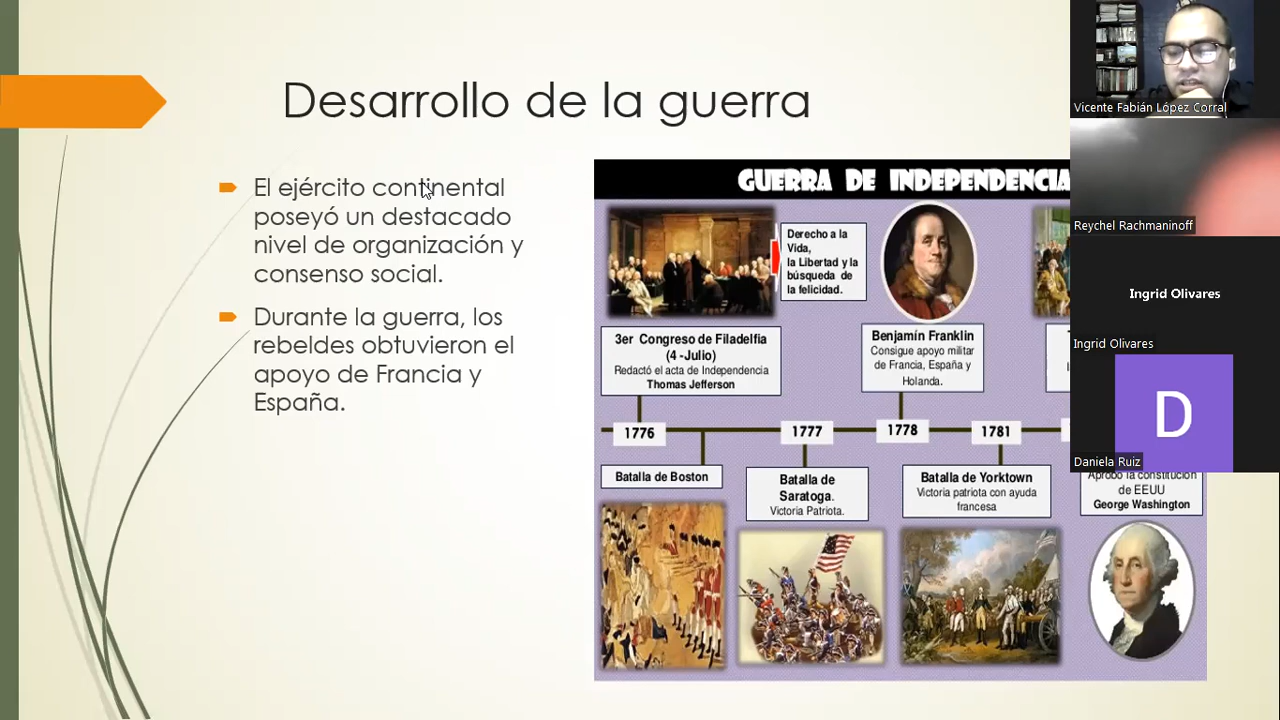 Desarrollo de la guerra
El ejército continental
poseyó un destacado
nivel de organización y
consenso social.
Durante la guerra, los
rebeldes obtuvieron el
apoyo de Francia y
España.
GUERRA DE INDEPENDENCIA
Derecho a la
Vida,
la Libertad y la
búsqueda de
la felicidad.
3er Congreso de Filadelfia
(4 -Julio)
Redactó el acta de Independencia
Thomas Jefferson
Benjamín Franklin
Consigue apoyo militar
de Francia, España y
Holanda.
1776
1777
1778
1781
Batalla de Boston
Batalla de
Saratoga.
Victoria Patriota.
Batalla de Yorktown
Victoria patriota con ayuda
francesa
Aprobó la constitución
de EEUU
George Washington
Vicente Fabián López Corral
Reychel Rachmaninoff
Ingrid Olivares
Ingrid Olivares
D
Daniela Ruiz